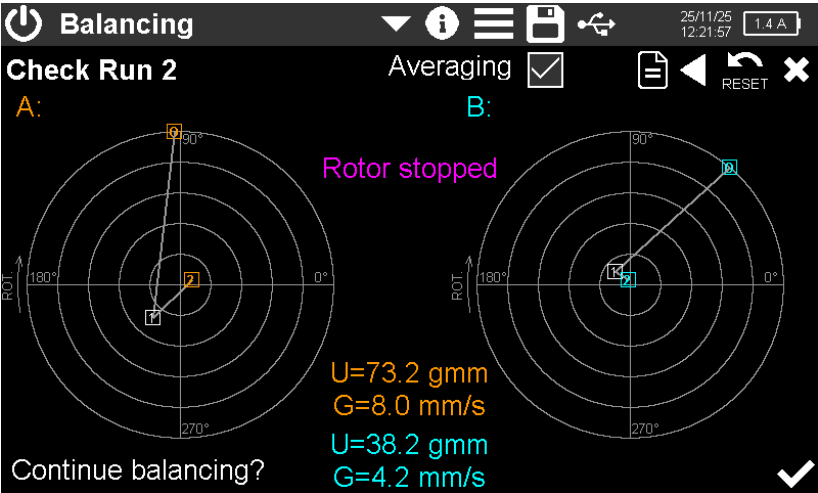 Balancing
25/11/25
12:21:57
1.4 A
Check Run 2
Averaging
RESET
A:
B:
0
90°
90°
0
Rotor stopped
ROT.
180°
2
0°
1
ROT.
180°
1
2
0°
U=73.2 gmm
G=8.0 mm/s
270°
270°
U=38.2 gmm
G=4.2 mm/s
Continue balancing?